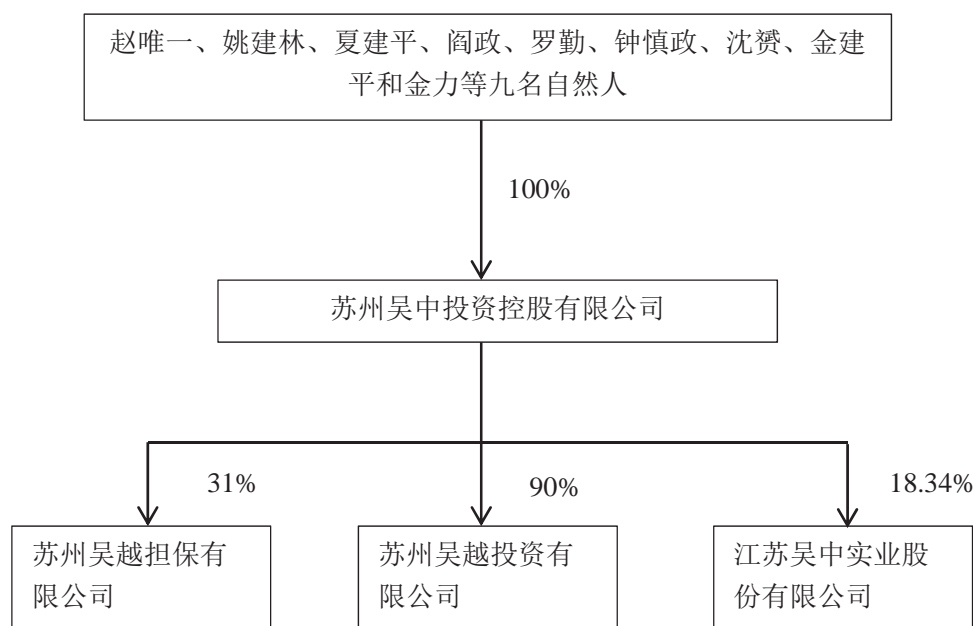 赵唯一、姚建林、夏建平、阎政、罗勤、钟慎政、沈赟、金建
平和金力等九名自然人
100%
苏州吴中投资控股有限公司
31%
90%
18.34%
苏州吴越担保有
限公司
苏州吴越投资有
限公司
江苏吴中实业股
份有限公司